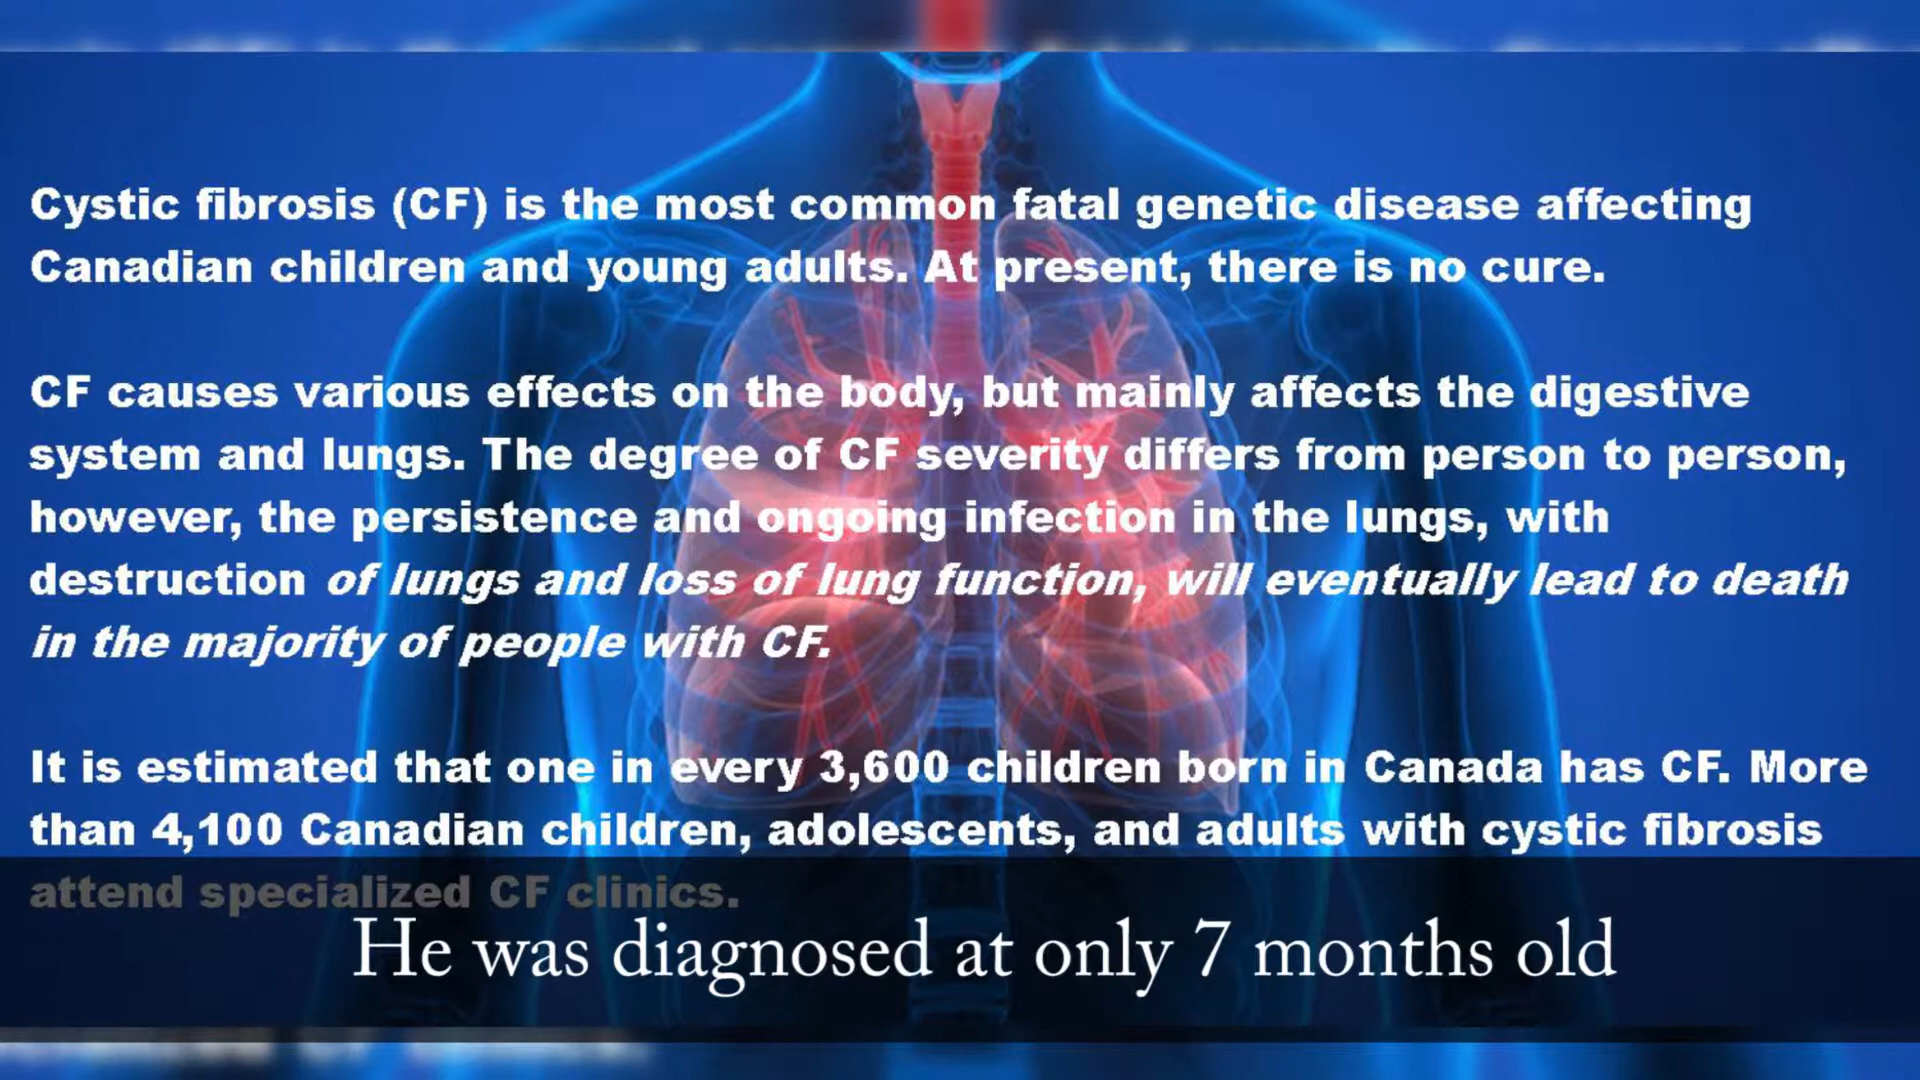 Cystic fibrosis (CF) is the most common fatal genetic disease affecting
Canadian children and young adults. At present, there is no cure.
CF causes various effects on the body, but mainly affects the digestive
system and lungs. The degree of CF severity differs from person to person,
however, the persistence and ongoing infection in the lungs, with
destruction of lungs and loss of lung function, will eventually lead to death
in the majority of people with CF.
It is estimated that one in every 3,600 children born in Canada has CF. More
than 4,100 Canadian children, adolescents, and adults with cystic fibrosis
attend specialized CF clinics.
He was diagnosed at only 7 months old